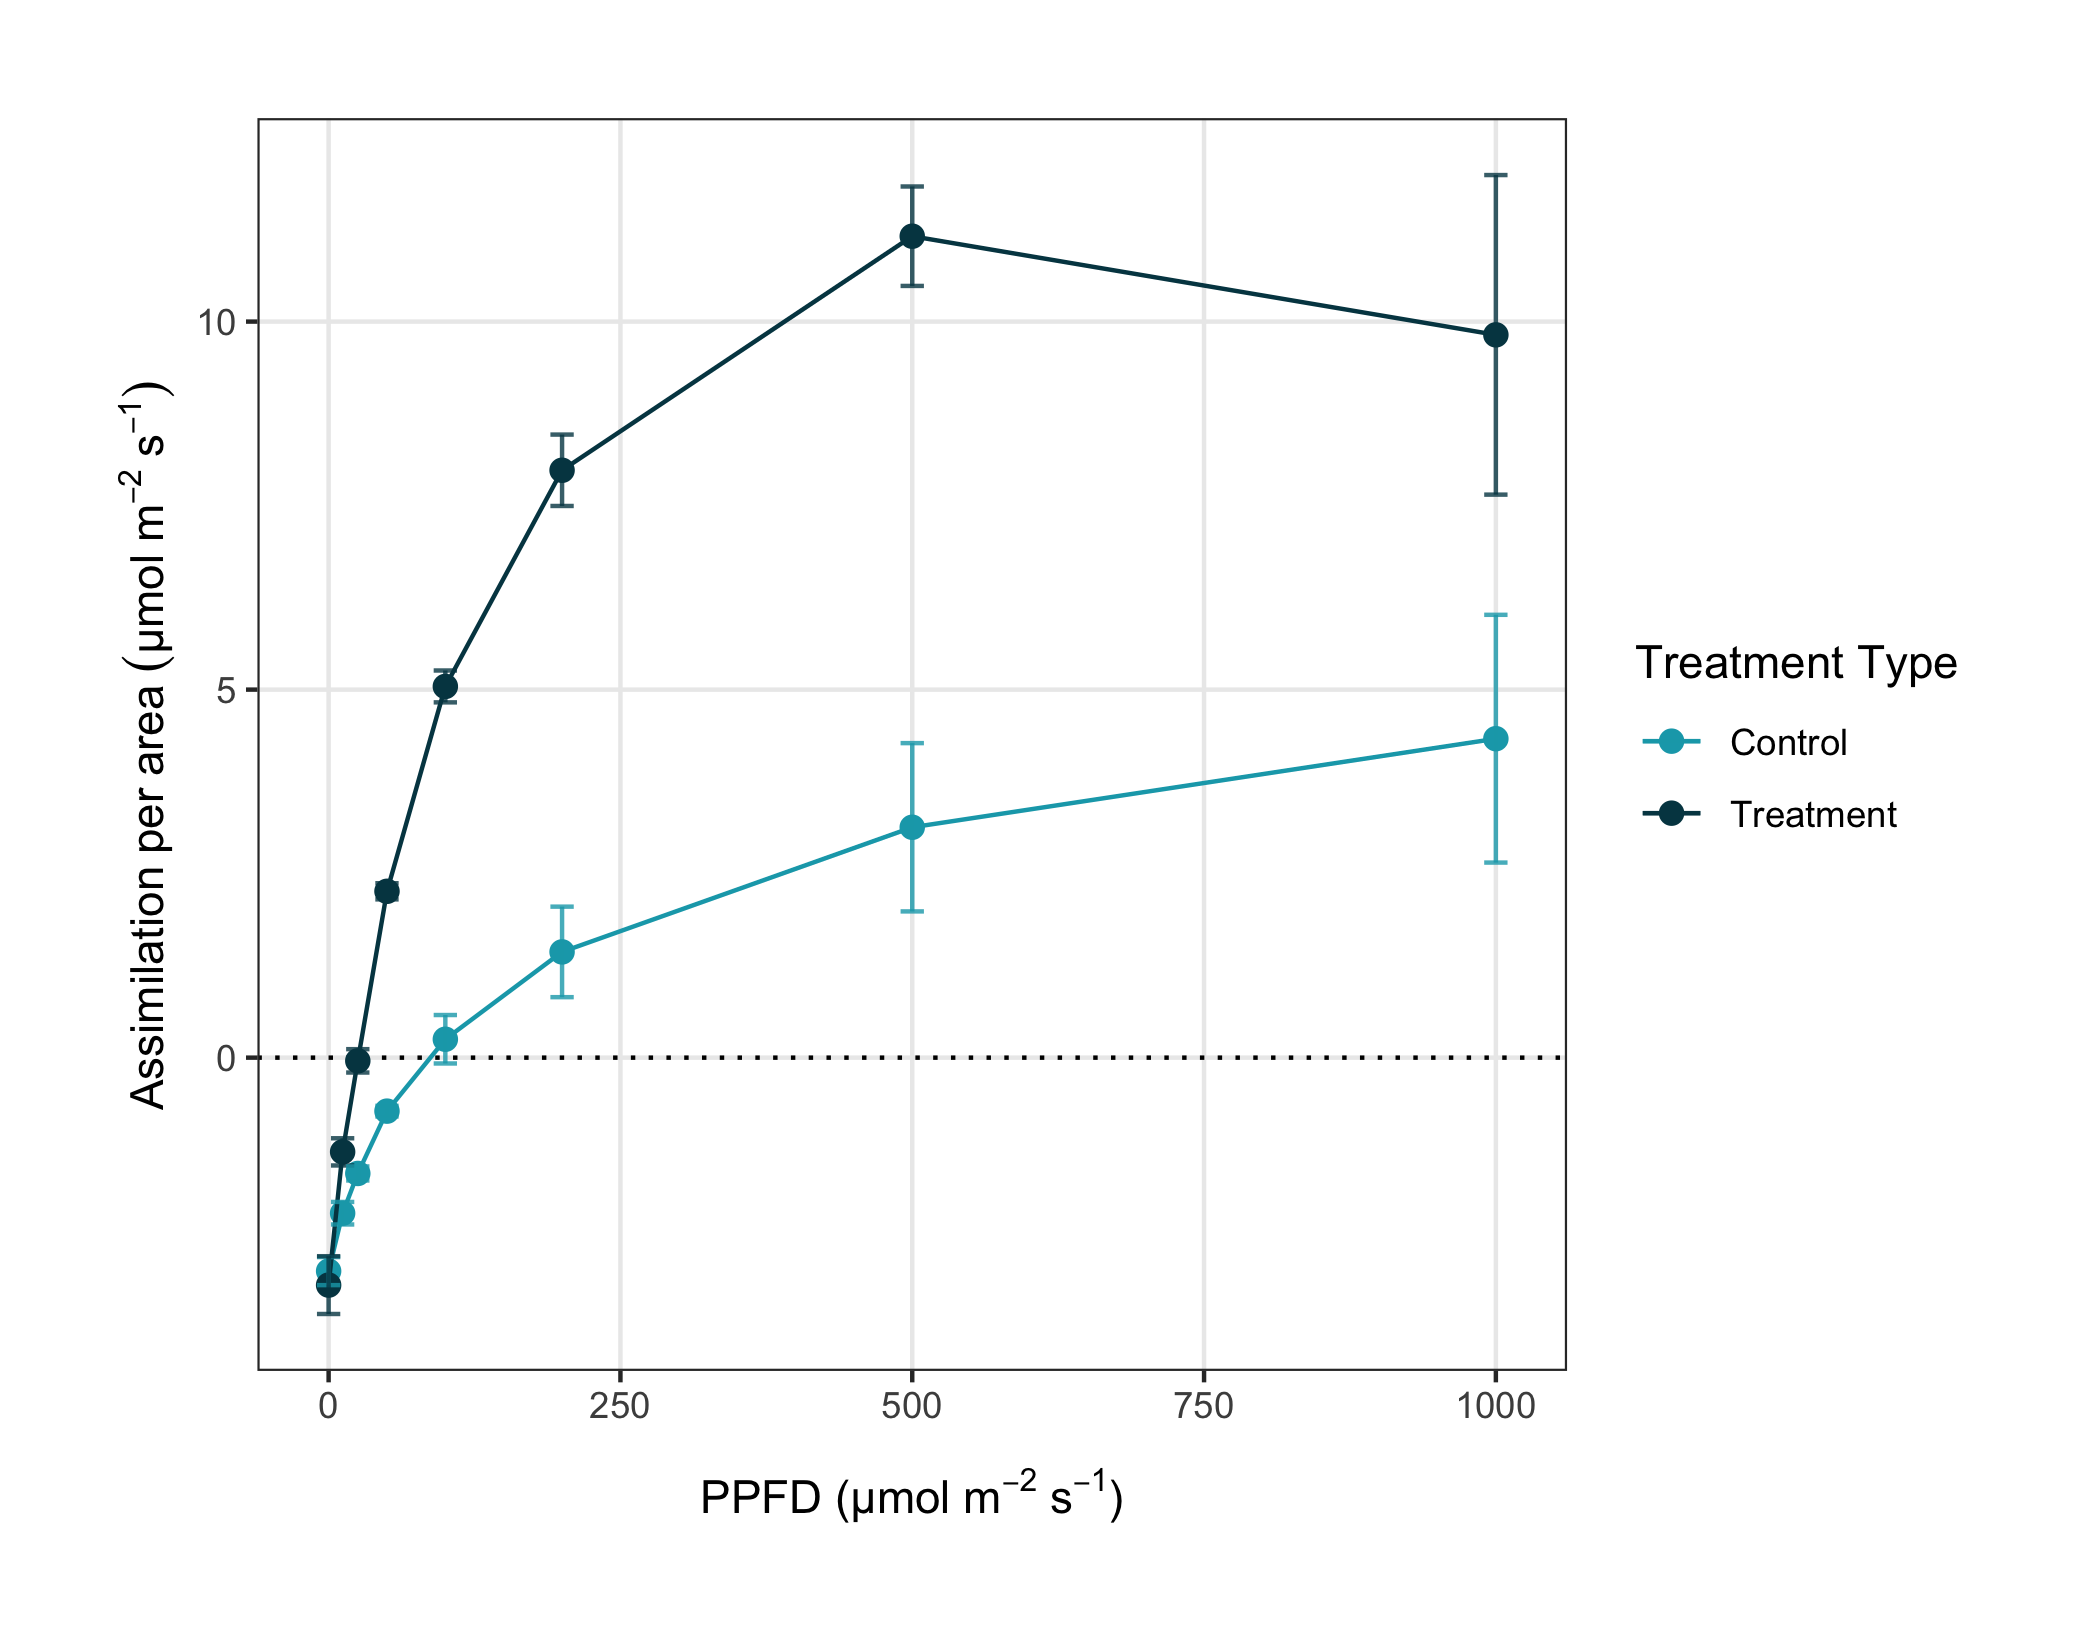 Assimilation per area (µmol m⁻² s⁻¹)
10
5
0
0 250 500 750 1000
PPFD (µmol m⁻² s⁻¹)
Treatment Type
Control
Treatment